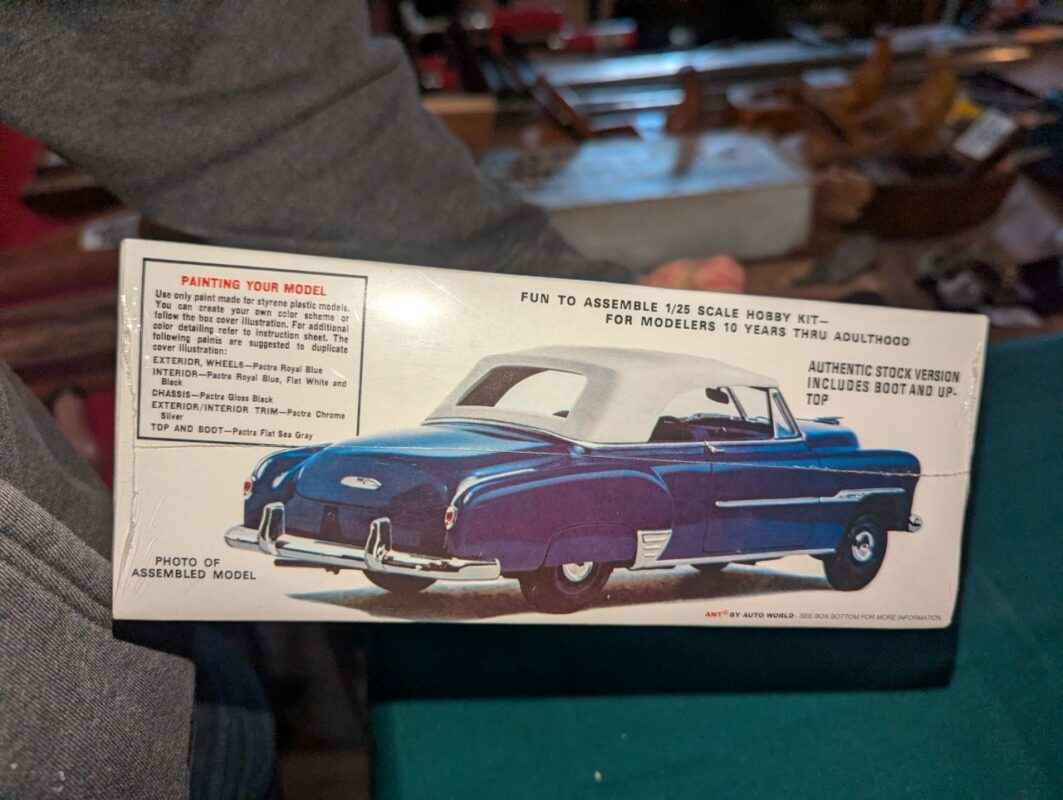 PAINTING YOUR MODEL
Use only paint made for styrene plastic models.
You can create your own color scheme or
follow the box cover illustration. For additional
color detailing refer to instruction sheet. The
following paints are suggested to duplicate
cover illustration:
EXTERIOR, WHEELS—Pactra Royal Blue
INTERIOR—Pactra Royal Blue, Flat White and
Black
CHASSIS—Pactra Gloss Black
EXTERIOR/INTERIOR TRIM—Pactra Chrome
Silver
TOP AND BOOT—Pactra Flat Sea Gray
FUN TO ASSEMBLE 1/25 SCALE HOBBY KIT—
FOR MODELERS 10 YEARS THRU ADULTHOOD
AUTHENTIC STOCK VERSION
INCLUDES BOOT AND UP-
TOP
PHOTO OF
ASSEMBLED MODEL
AMT® BY AUTO WORLD· SEE BOX BOTTOM FOR MORE INFORMATION